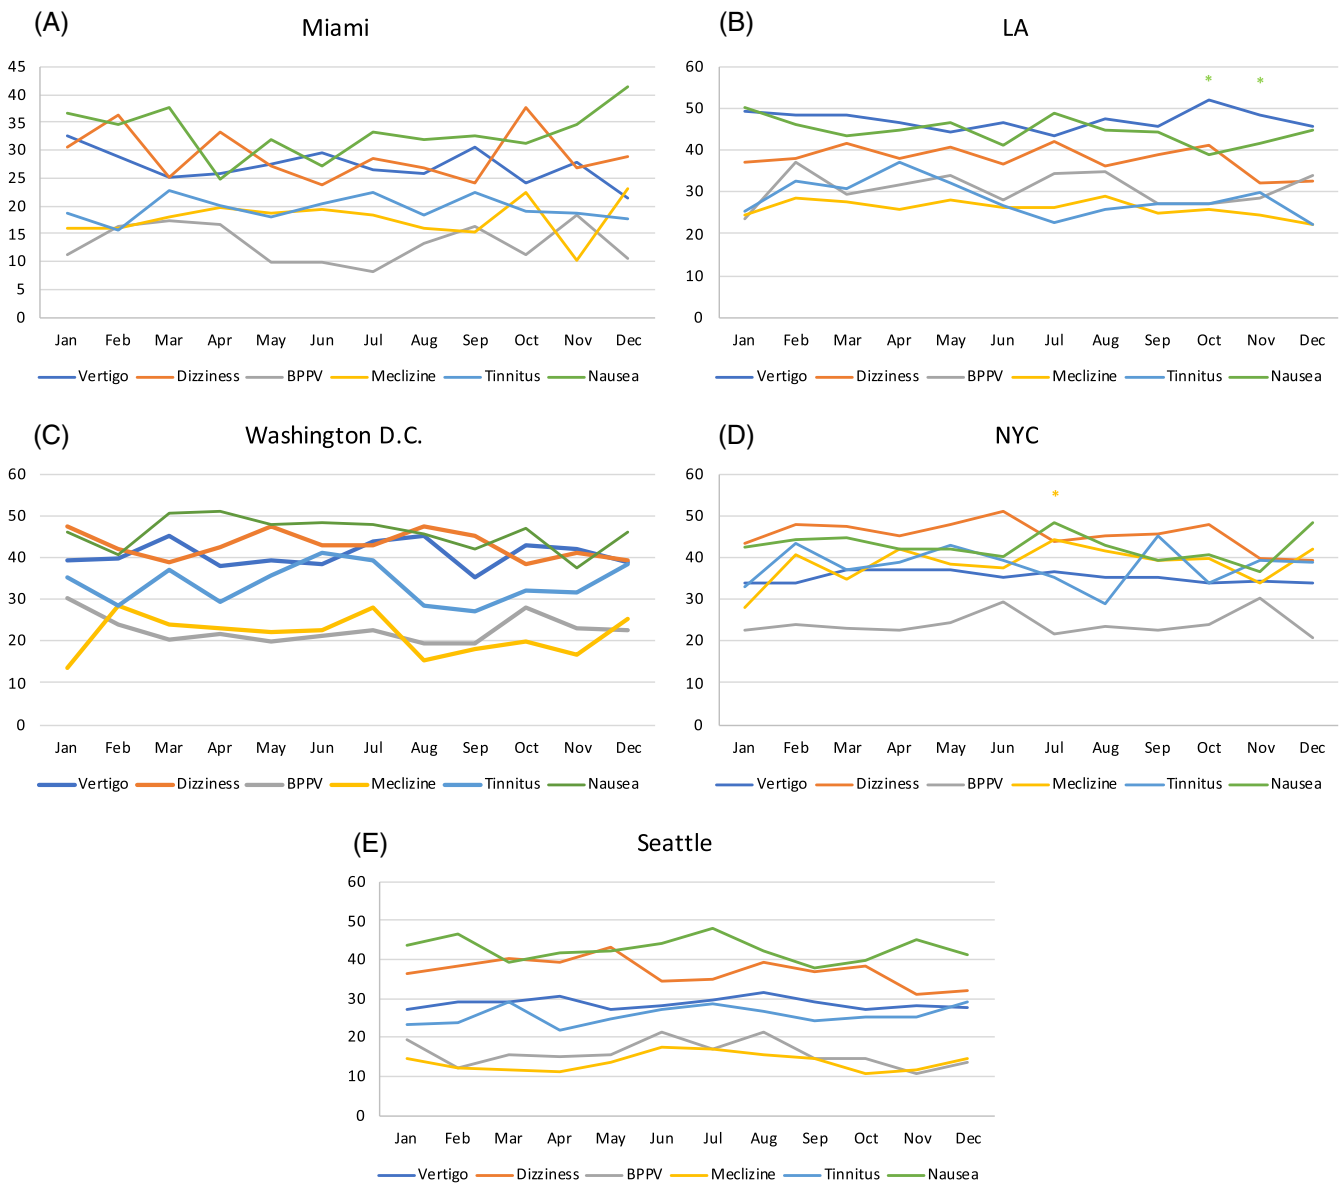 (A) Miami
45
40
35
30
25
20
15
10
5
0
Jan Feb Mar Apr May Jun Jul Aug Sep Oct Nov Dec
Vertigo Dizziness BPPV Meclizine Tinnitus Nausea
(B) LA
60
* *
50
40
30
20
10
0
Jan Feb Mar Apr May Jun Jul Aug Sep Oct Nov Dec
Vertigo Dizziness BPPV Meclizine Tinnitus Nausea
(C) Washington D.C.
60
50
40
30
20
10
0
Jan Feb Mar Apr May Jun Jul Aug Sep Oct Nov Dec
Vertigo Dizziness BPPV Meclizine Tinnitus Nausea
(D) NYC
60
*
50
40
30
20
10
0
Jan Feb Mar Apr May Jun Jul Aug Sep Oct Nov Dec
Vertigo Dizziness BPPV Meclizine Tinnitus Nausea
(E) Seattle
60
50
40
30
20
10
0
Jan Feb Mar Apr May Jun Jul Aug Sep Oct Nov Dec
Vertigo Dizziness BPPV Meclizine Tinnitus Nausea